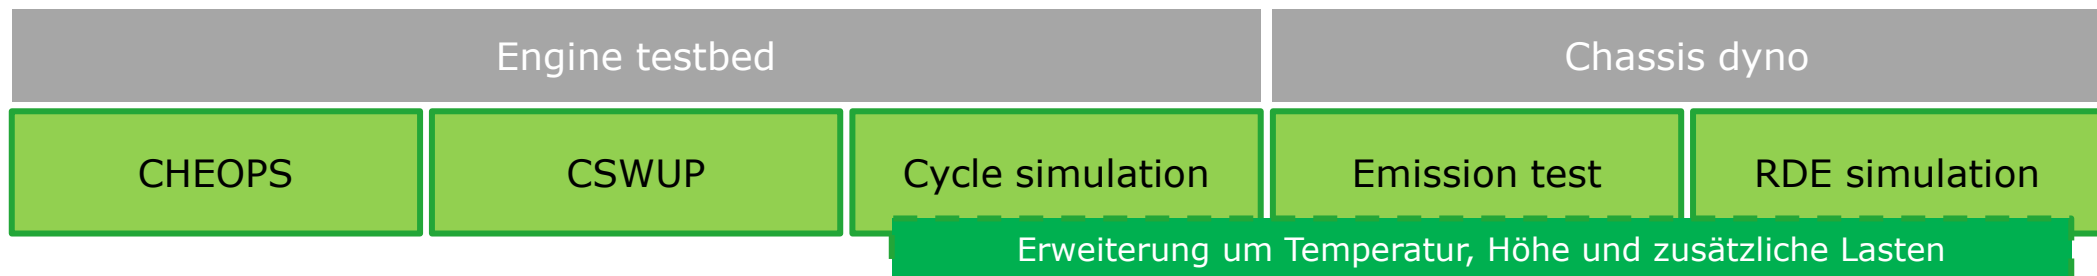 Engine testbed
Chassis dyno
CHEOPS
CSWUP
Cycle simulation
Emission test
RDE simulation
Erweiterung um Temperatur, Höhe und zusätzliche Lasten